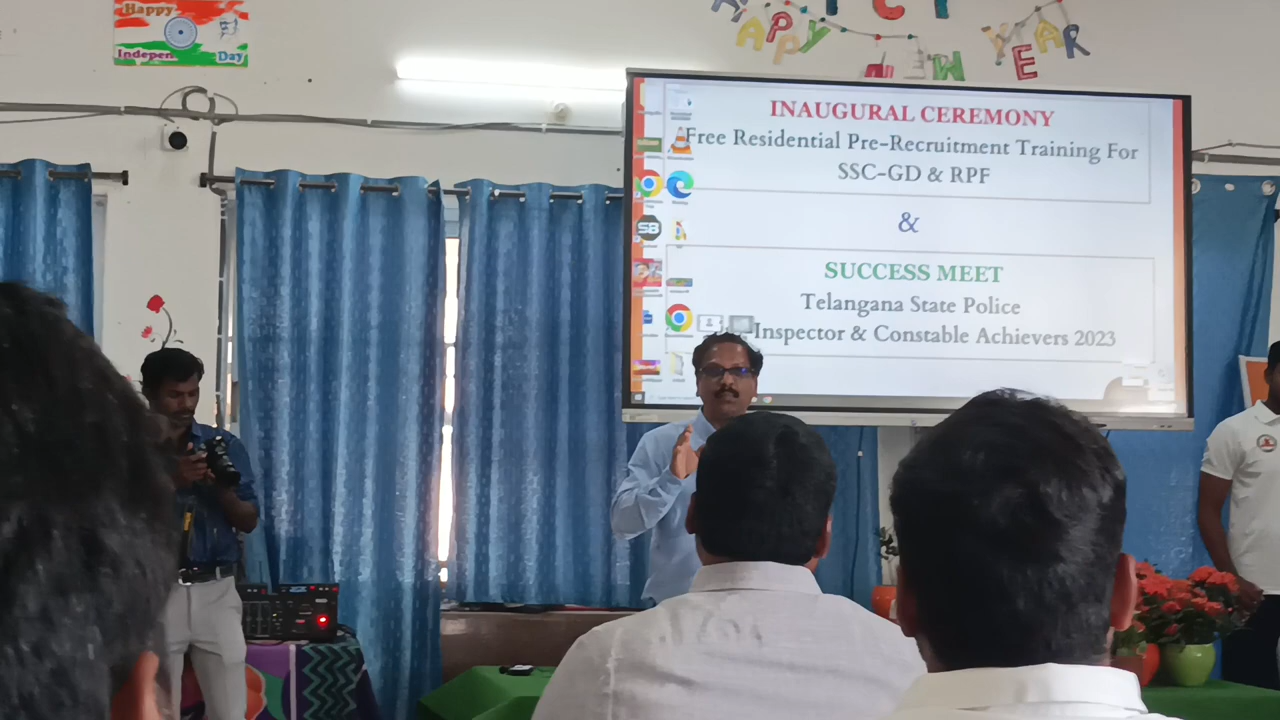 Happy
Indepen Day
HAPPY NEW YEAR
INAUGURAL CEREMONY
Free Residential Pre-Recruitment Training For
SSC-GD & RPF
&
SUCCESS MEET
Telangana State Police
Inspector & Constable Achievers 2023